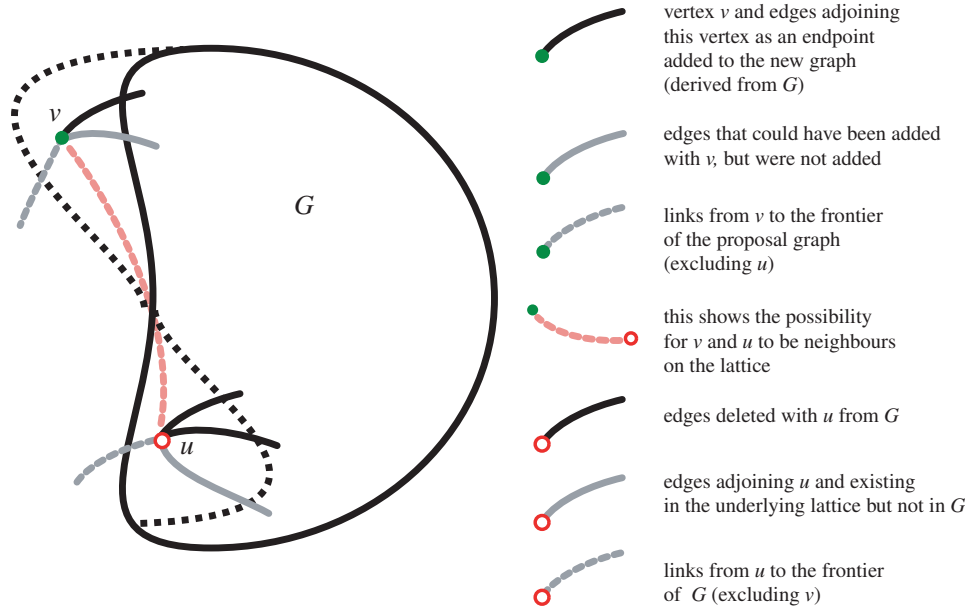 v
G
u
vertex v and edges adjoining
this vertex as an endpoint
added to the new graph
(derived from G)
edges that could have been added
with v, but were not added
links from v to the frontier
of the proposal graph
(excluding u)
this shows the possibility
for v and u to be neighbours
on the lattice
edges deleted with u from G
edges adjoining u and existing
in the underlying lattice but not in G
links from u to the frontier
of G (excluding v)